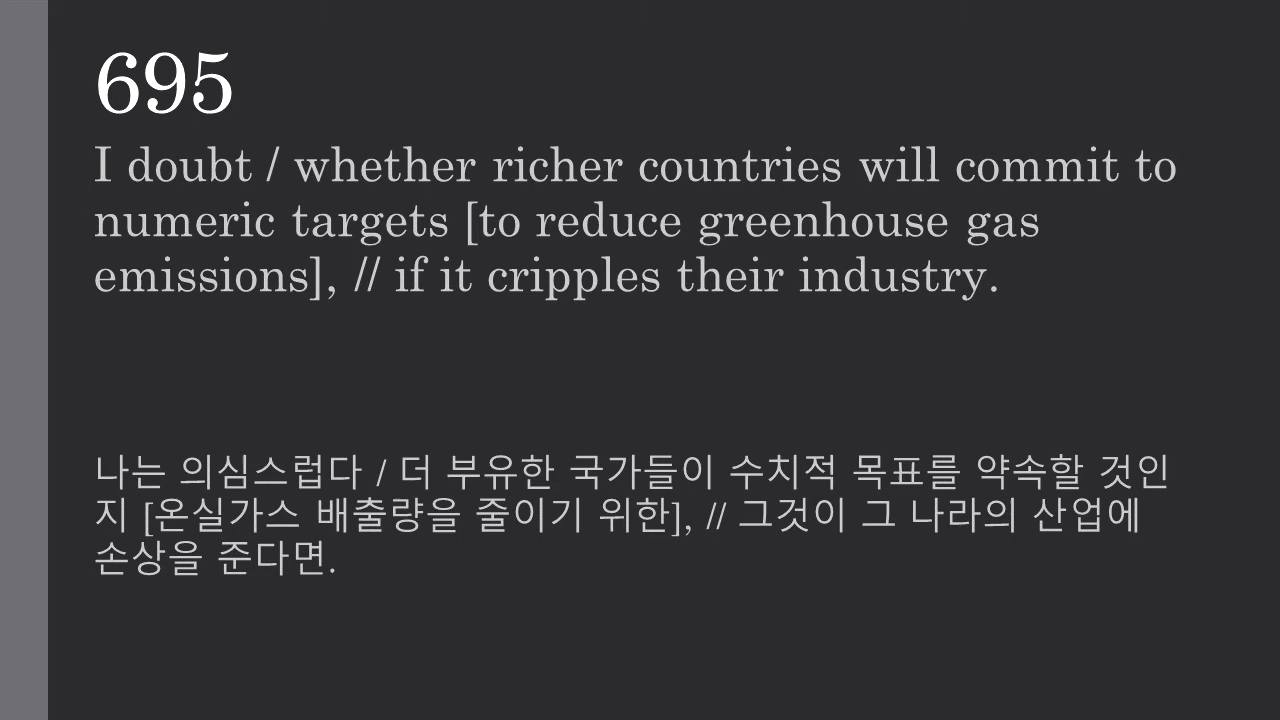 695
I doubt / whether richer countries will commit to
numeric targets [to reduce greenhouse gas
emissions], // if it cripples their industry.
나는 의심스럽다 / 더 부유한 국가들이 수치적 목표를 약속할 것인
지 [온실가스 배출량을 줄이기 위한], // 그것이 그 나라의 산업에
손상을 준다면.